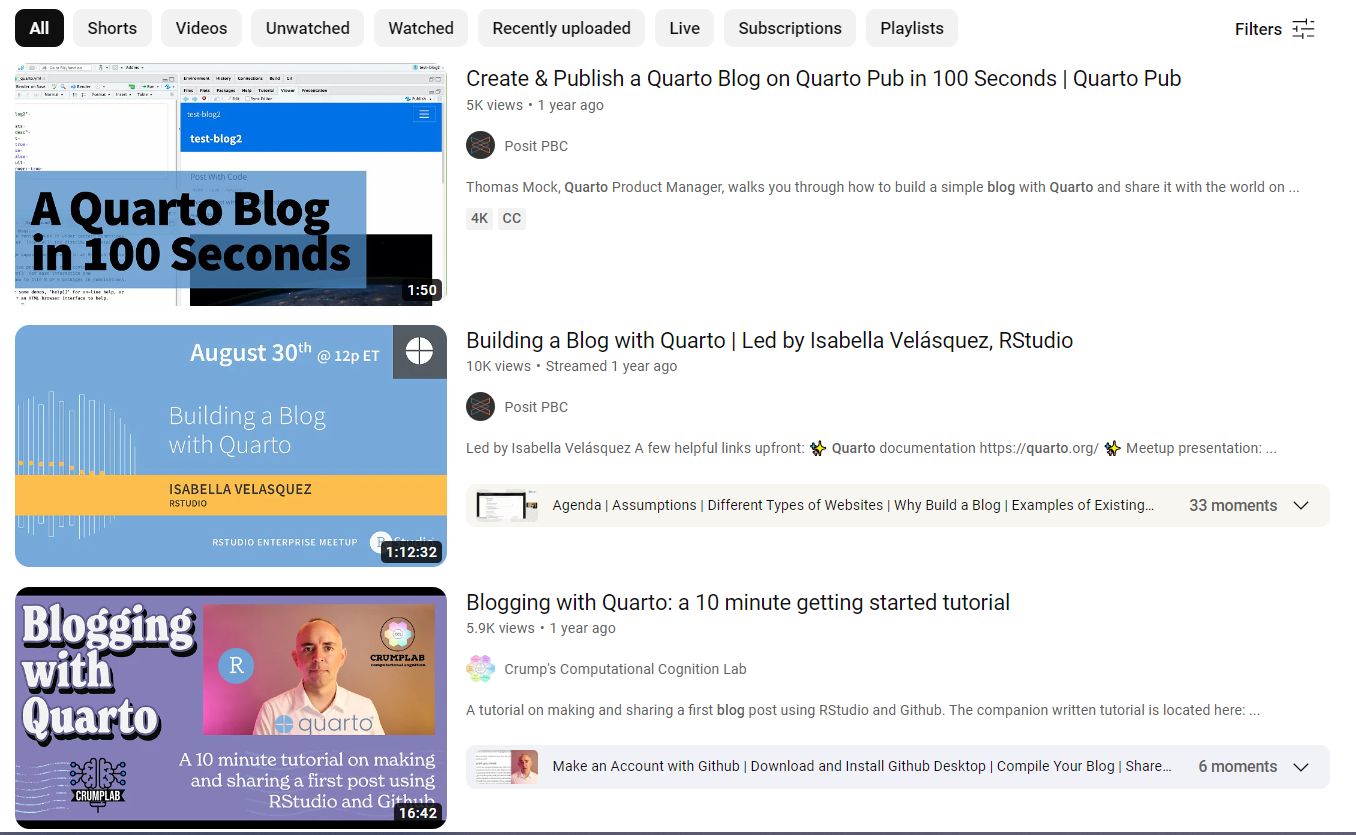 All Shorts Videos Unwatched Watched Recently uploaded Live Subscriptions Playlists Filters
test-blog2
test-blog2
Post With Code
A Quarto Blog
in 100 Seconds
1:50
Create & Publish a Quarto Blog on Quarto Pub in 100 Seconds | Quarto Pub
5K views • 1 year ago
Posit PBC
Thomas Mock, Quarto Product Manager, walks you through how to build a simple blog with Quarto and share it with the world on ...
4K CC
August 30th @ 12p ET
Building a Blog
with Quarto
ISABELLA VELASQUEZ
RSTUDIO
RSTUDIO ENTERPRISE MEETUP
1:12:32
Building a Blog with Quarto | Led by Isabella Velásquez, RStudio
10K views • Streamed 1 year ago
Posit PBC
Led by Isabella Velásquez A few helpful links upfront: ✨ Quarto documentation https://quarto.org/ ✨ Meetup presentation: ...
Agenda | Assumptions | Different Types of Websites | Why Build a Blog | Examples of Existing... 33 moments
Blogging
with
Quarto
R
CRUMPLAB
computational cognition
quarto
CRUMPLAB
A 10 minute tutorial on making
and sharing a first post using
RStudio and Github
16:42
Blogging with Quarto: a 10 minute getting started tutorial
5.9K views • 1 year ago
Crump's Computational Cognition Lab
A tutorial on making and sharing a first blog post using RStudio and Github. The companion written tutorial is located here: ...
Make an Account with Github | Download and Install Github Desktop | Compile Your Blog | Share... 6 moments